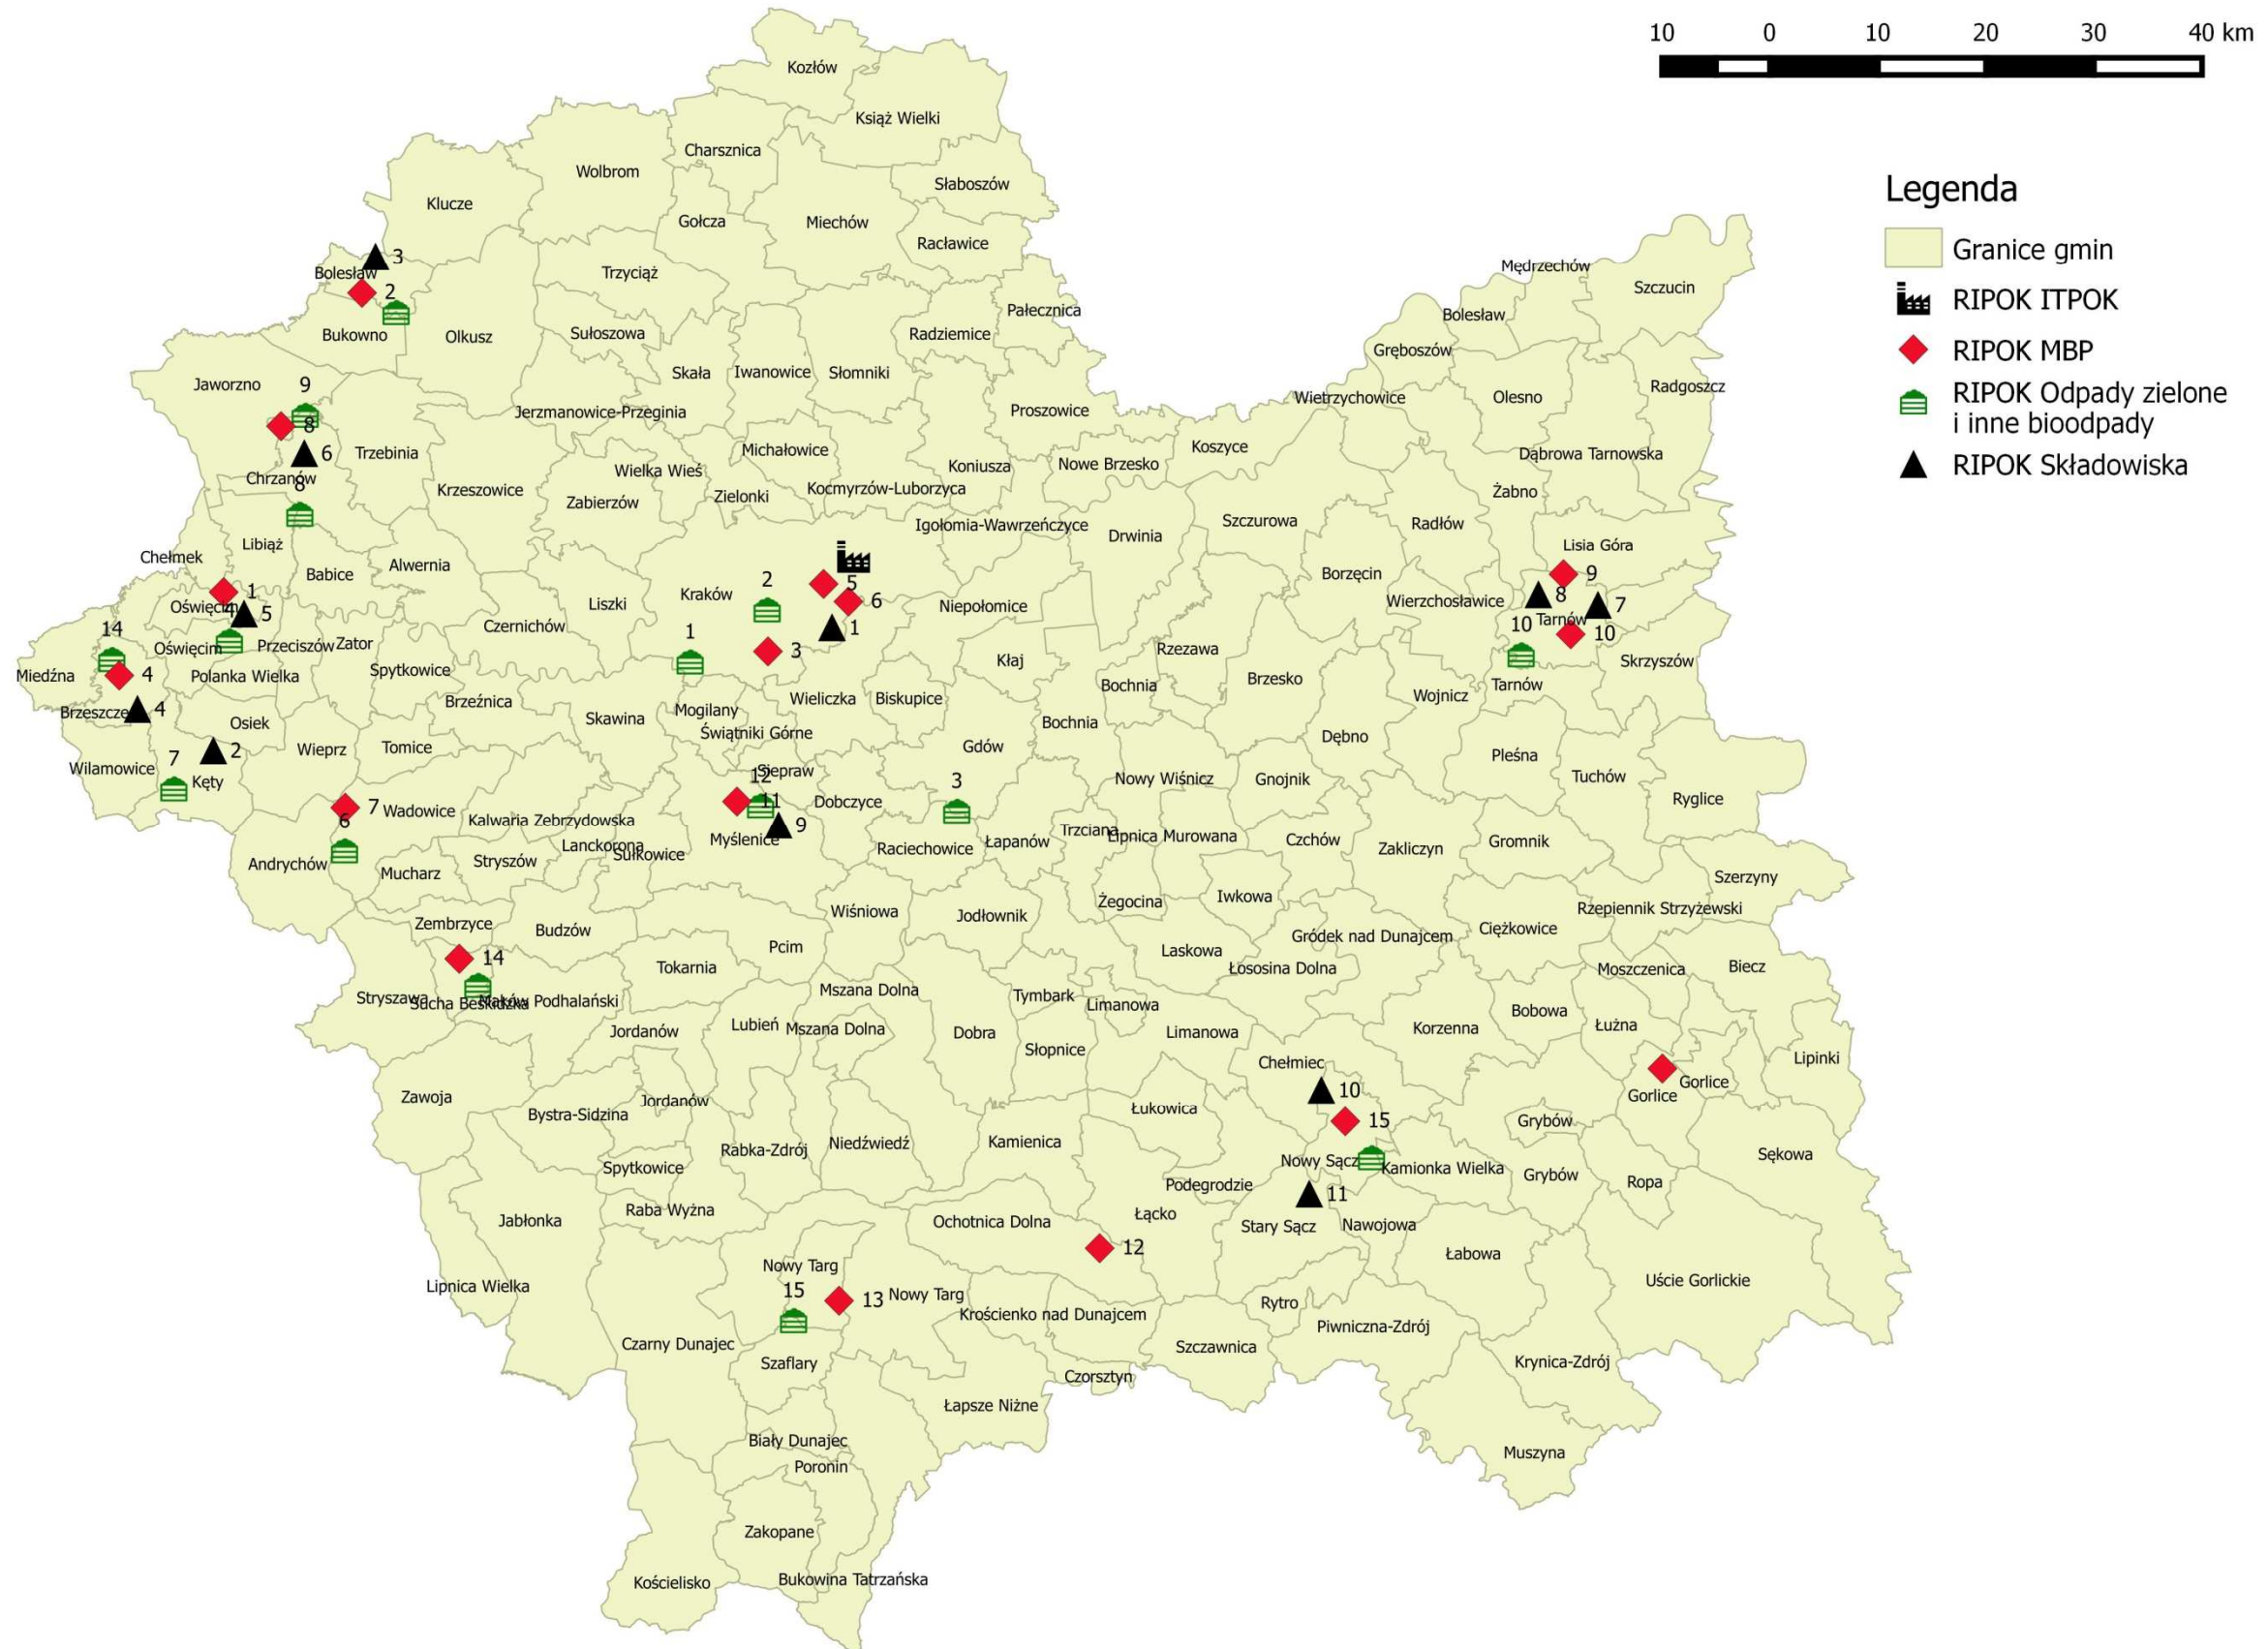 10 0 10 20 30 40 km
Legenda
Granice gmin
RIPOK ITPOK
RIPOK MBP
RIPOK Odpady zielone
i inne bioodpady
RIPOK Składowiska
Kozłów
Książ Wielki
Charsznica
Wolbrom
Słaboszów
Klucze
Gołcza
Miechów
Racławice
3
Bolesław
Trzyciąż
Mędrzechów
Szczucin
2
Pałecznica
Bolesław
Bukowno
Olkusz
Sułoszowa
Radziemice
Gręboszów
Skała
Iwanowice
Słomniki
Jaworzno
9
Radgoszcz
Wietrzychowice
Olesno
Jerzmanowice-Przeginia
Proszowice
8
Koszyce
6
Trzebinia
Michałowice
Dąbrowa Tarnowska
Chrzanów
8
Wielka Wieś
Koniusza
Nowe Brzesko
Krzeszowice
Zabierzów
Zielonki
Kocmyrzów-Luborzyca
Żabno
Igołomia-Wawrzeńczyce
Drwinia
Szczurowa
Radłów
Libiąż
Lisia Góra
Chełmek
Babice
Alwernia
2
5
Borzęcin
9
1
Kraków
6
Oświęcim
4
5
Liszki
Niepołomice
Wierzchosławice
8
7
14
Czernichów
1
1
Tarnów
10
10
Oświęcim
Przeciszów
Zator
3
Rzezawa
Kłaj
Skrzyszów
Miedźna
4
Polanka Wielka
Spytkowice
Bochnia
Brzesko
Tarnów
Brzeszcze
4
Brzeźnica
Wieliczka
Biskupice
Wojnicz
Osiek
Skawina
Mogilany
Bochnia
Świątniki Górne
2
Wieprz
Tomice
Gdów
Dębno
Pleśna
7
Wilamowice
Kęty
12
Siepraw
3
Nowy Wiśnicz
Gnojnik
Tuchów
11
Dobczyce
Ryglice
7
Wadowice
6
Kalwaria Zebrzydowska
9
Trzciana
Lipnica Murowana
Myślenice
Raciechowice
Łapanów
Czchów
Zakliczyn
Gromnik
Lanckorona
Sułkowice
Andrychów
Stryszów
Mucharz
Szerzyny
Żegocina
Iwkowa
Wiśniowa
Jodłownik
Rzepiennik Strzyżewski
Zembrzyce
Budzów
Ciężkowice
Pcim
Laskowa
Gródek nad Dunajcem
14
Tokarnia
Łososina Dolna
Moszczenica
Biecz
Stryszawa
Sucha Beskidzka
Maków Podhalański
Mszana Dolna
Tymbark
Limanowa
Bobowa
Jordanów
Lubień
Mszana Dolna
Dobra
Limanowa
Korzenna
Łużna
Słopnice
Chełmiec
Lipinki
10
Gorlice
Gorlice
Zawoja
Jordanów
Bystra-Sidzina
Łukowica
15
Grybów
Rabka-Zdrój
Niedźwiedź
Kamienica
Sękowa
Spytkowice
Nowy Sącz
Kamionka Wielka
Grybów
Ropa
Podegrodzie
11
Raba Wyżna
Jabłonka
Ochotnica Dolna
Łącko
Stary Sącz
Nawojowa
12
Łabowa
Nowy Targ
Lipnica Wielka
15
13
Nowy Targ
Uście Gorlickie
Rytro
Krościenko nad Dunajcem
Piwniczna-Zdrój
Czarny Dunajec
Szczawnica
Szaflary
Krynica-Zdrój
Czorsztyn
Łapsze Niżne
Biały Dunajec
Muszyna
Poronin
Zakopane
Kościelisko
Bukowina Tatrzańska